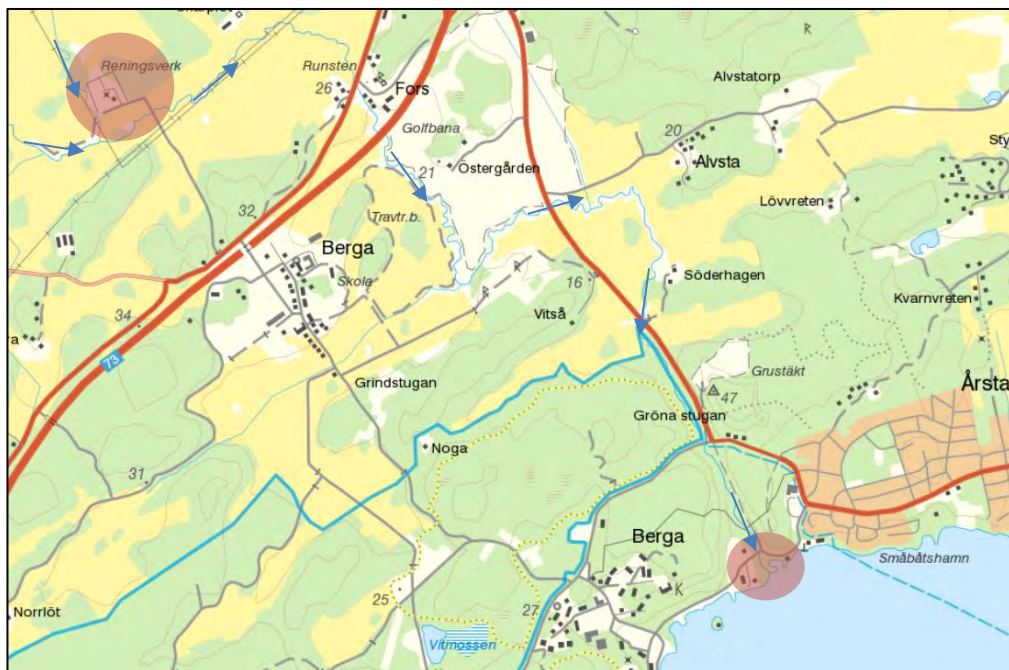 Reningsverk
Runsten
26
Fors
Golfbana
21
Östergården
Alvstatorp
R
20
Alvsta
Lövvreten
Travtr.b.
32
Berga
Skola
R
16
Vitså
Söderhagen
Kvarnvreten
34
73
Grindstugan
Grustäkt
47
Årsta
Gröna stugan
Noga
31
Berga
Småbåtshamn
25
27
K
Norrlöt
Vitmossen